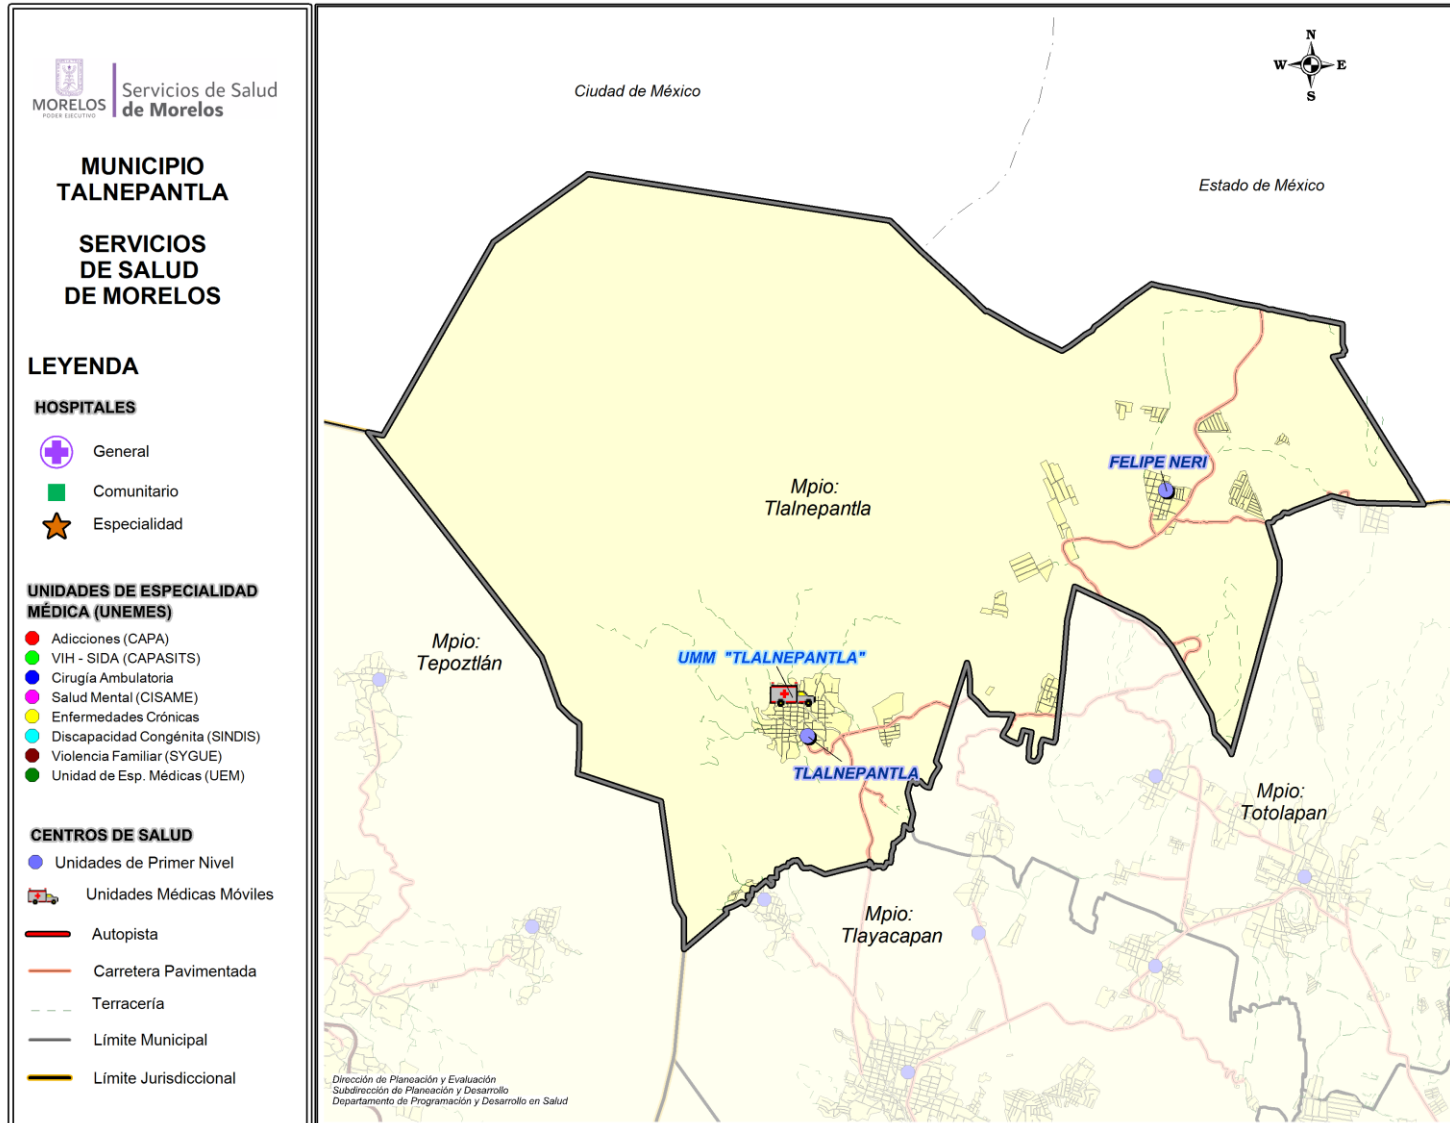 MORELOS
PODER EJECUTIVO
Servicios de Salud
de Morelos
MUNICIPIO
TALNEPANTLA
SERVICIOS
DE SALUD
DE MORELOS
LEYENDA
HOSPITALES
General
Comunitario
Especialidad
UNIDADES DE ESPECIALIDAD
MÉDICA (UNEMES)
Adicciones (CAPA)
VIH - SIDA (CAPASITS)
Cirugía Ambulatoria
Salud Mental (CISAME)
Enfermedades Crónicas
Discapacidad Congénita (SINDIS)
Violencia Familiar (SYGUE)
Unidad de Esp. Médicas (UEM)
CENTROS DE SALUD
Unidades de Primer Nivel
Unidades Médicas Móviles
Autopista
Carretera Pavimentada
Terracería
Límite Municipal
Límite Jurisdiccional
Ciudad de México
N
W E
S
Estado de México
FELIPE NERI
Mpio:
Tlalnepantla
Mpio:
Tepoztlán
UMM "TLALNEPANTLA"
TLALNEPANTLA
Mpio:
Totolapan
Mpio:
Tlayacapan
Dirección de Planeación y Evaluación
Subdirección de Planeación y Desarrollo
Departamento de Programación y Desarrollo en Salud